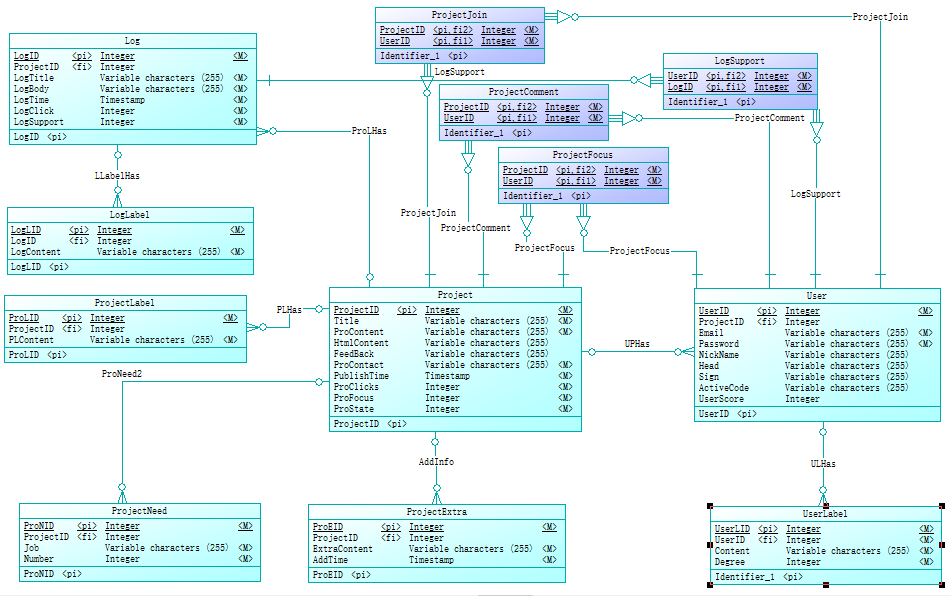 ProjectJoin
ProjectID <pi,fi2> Integer <M>
UserID <pi,fi1> Integer <M>
Identifier_1 <pi>
ProjectJoin
Log
LogID <pi> Integer <M>
ProjectID <fi> Integer
LogTitle Variable characters (255) <M>
LogBody Variable characters (255) <M>
LogTime Timestamp <M>
LogClick Integer <M>
LogSupport Integer <M>
LogID <pi>
LogSupport
LogSupport
UserID <pi,fi2> Integer <M>
LogID <pi,fi1> Integer <M>
Identifier_1 <pi>
ProjectComment
ProjectID <pi,fi2> Integer <M>
UserID <pi,fi1> Integer <M>
Identifier_1 <pi>
ProjectComment
ProLHas
ProjectFocus
ProjectID <pi,fi2> Integer <M>
UserID <pi,fi1> Integer <M>
Identifier_1 <pi>
LLabelHas
LogSupport
LogLabel
LogLID <pi> Integer <M>
LogID <fi> Integer
LogContent Variable characters (255) <M>
LogLID <pi>
ProjectJoin
ProjectComment
ProjectFocus
ProjectFocus
ProjectLabel
ProLID <pi> Integer <M>
ProjectID <fi> Integer
PLContent Variable characters (255) <M>
ProLID <pi>
PLHas
Project
ProjectID <pi> Integer <M>
Title Variable characters (255) <M>
ProContent Variable characters (255) <M>
HtmlContent Variable characters (255)
FeedBack Variable characters (255)
ProContact Variable characters (255) <M>
PublishTime Timestamp <M>
ProClicks Integer <M>
ProFocus Integer <M>
ProState Integer <M>
ProjectID <pi>
UPHas
User
UserID <pi> Integer <M>
ProjectID <fi> Integer
Email Variable characters (255) <M>
Password Variable characters (255) <M>
NickName Variable characters (255)
Head Variable characters (255)
Sign Variable characters (255)
ActiveCode Variable characters (255)
UserScore Integer
UserID <pi>
ProNeed2
AddInfo
ULHas
ProjectNeed
ProNID <pi> Integer <M>
ProjectID <fi> Integer
Job Variable characters (255) <M>
Number Integer <M>
ProNID <pi>
ProjectExtra
ProEID <pi> Integer <M>
ProjectID <fi> Integer
ExtraContent Variable characters (255) <M>
AddTime Timestamp <M>
ProEID <pi>
UserLabel
UserLID <pi> Integer <M>
UserID <fi> Integer
Content Variable characters (255) <M>
Degree Integer <M>
Identifier_1 <pi>